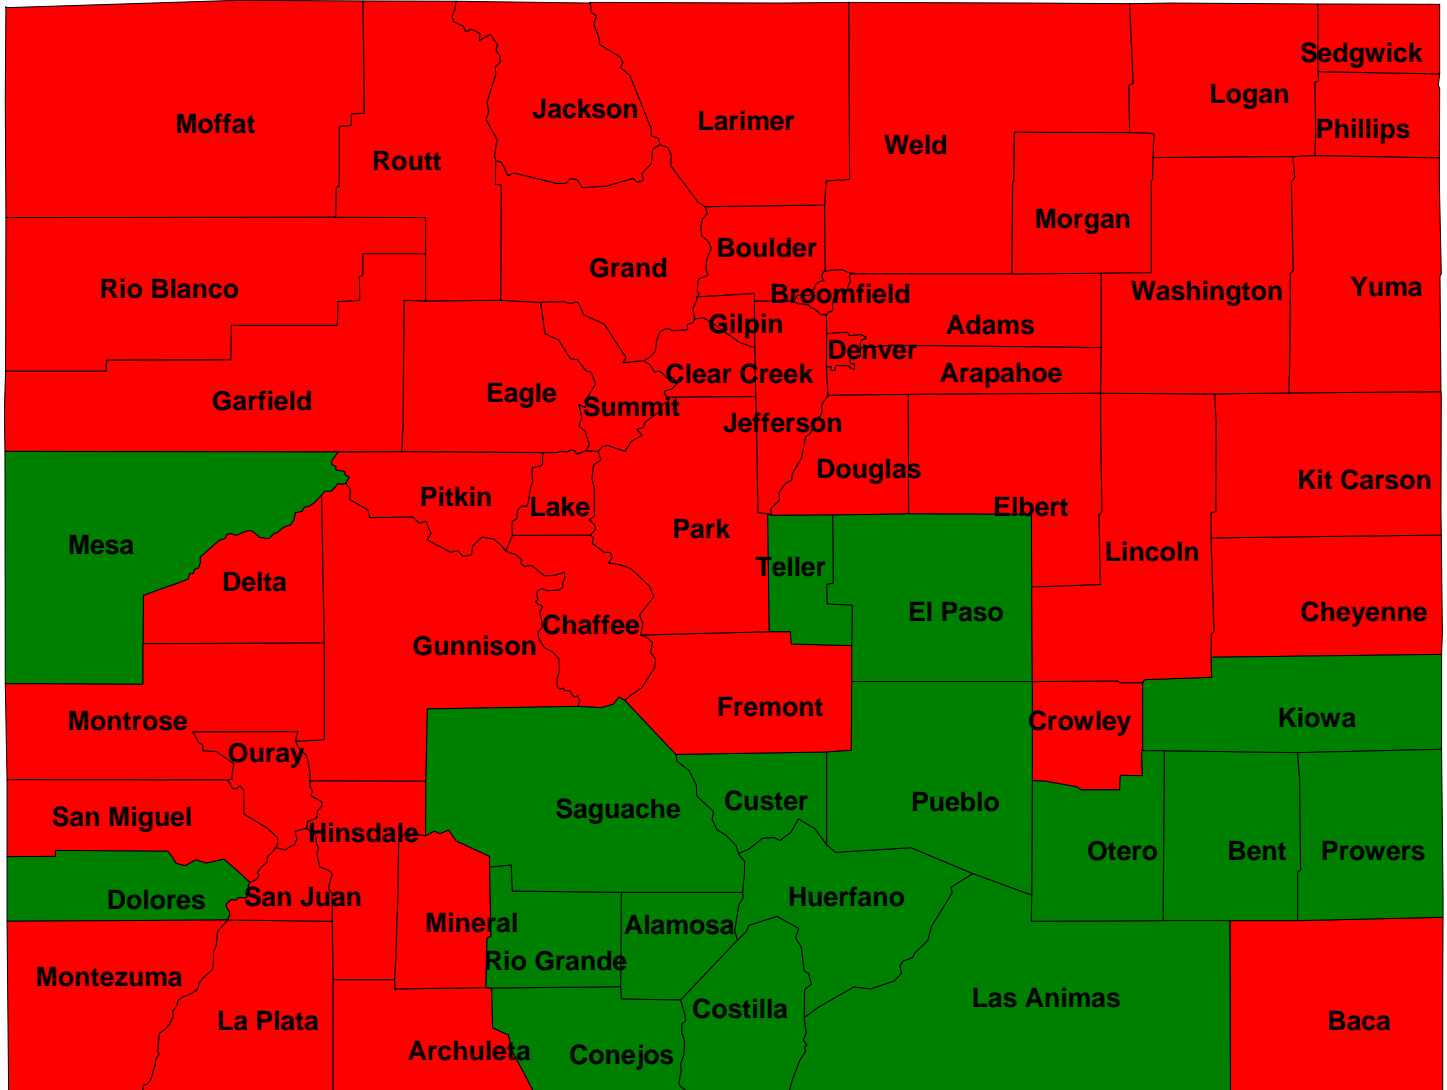 Sedgwick
Logan
Jackson
Larimer
Moffat
Phillips
Weld
Routt
Morgan
Boulder
Grand
Yuma
Rio Blanco
Washington
Broomfield
Gilpin
Adams
Denver
Clear Creek
Arapahoe
Eagle
Garfield
Summit
Jefferson
Douglas
Kit Carson
Pitkin
Lake
Elbert
Park
Mesa
Lincoln
Teller
Delta
El Paso
Cheyenne
Chaffee
Gunnison
Fremont
Kiowa
Montrose
Crowley
Ouray
Custer
Pueblo
Saguache
San Miguel
Hinsdale
Otero
Bent
Prowers
San Juan
Huerfano
Dolores
Mineral
Alamosa
Rio Grande
Montezuma
Las Animas
Costilla
La Plata
Baca
Archuleta
Conejos